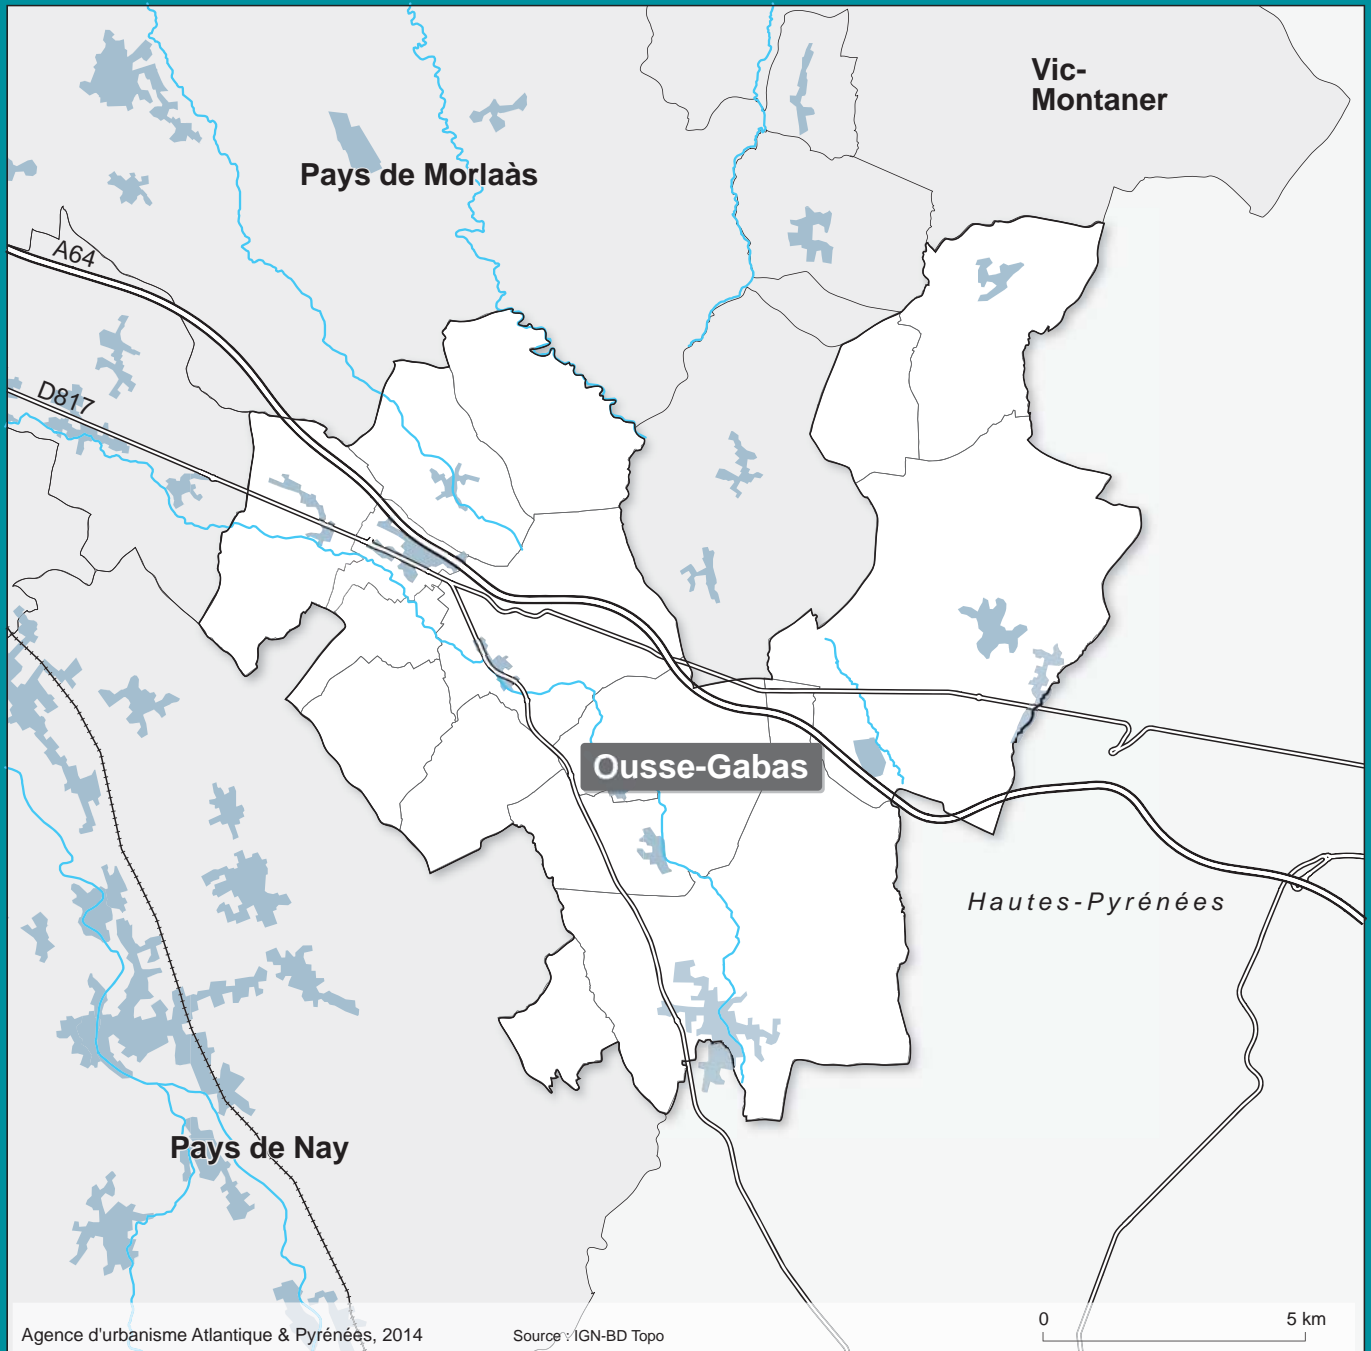 Vic-
Montaner
Pays de Morlaàs
A64
D817
Ousse-Gabas
Hautes-Pyrénées
Pays de Nay
0 5 km
Agence d'urbanisme Atlantique & Pyrénées, 2014
Source : IGN-BD Topo